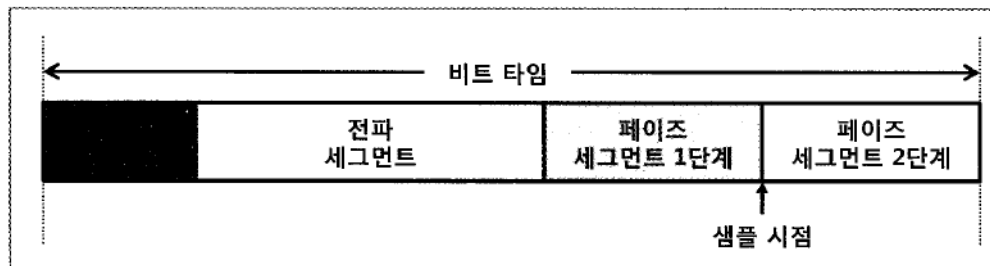 비트 타임
전파
세그먼트
페이즈
세그먼트 1단계
페이즈
세그먼트 2단계
샘플 시점